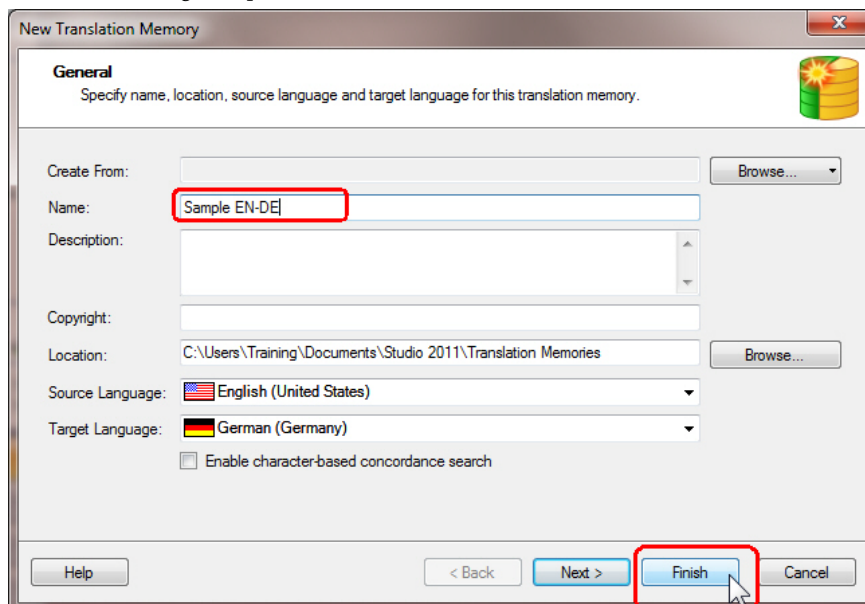 New Translation Memory
General
Specify name, location, source language and target language for this translation memory.
Create From:
Browse...
Name: Sample EN-DE
Description:
Copyright:
Location: C:\Users\Training\Documents\Studio 2011\Translation Memories Browse...
Source Language: English (United States)
Target Language: German (Germany)
Enable character-based concordance search
Help < Back Next > Finish Cancel